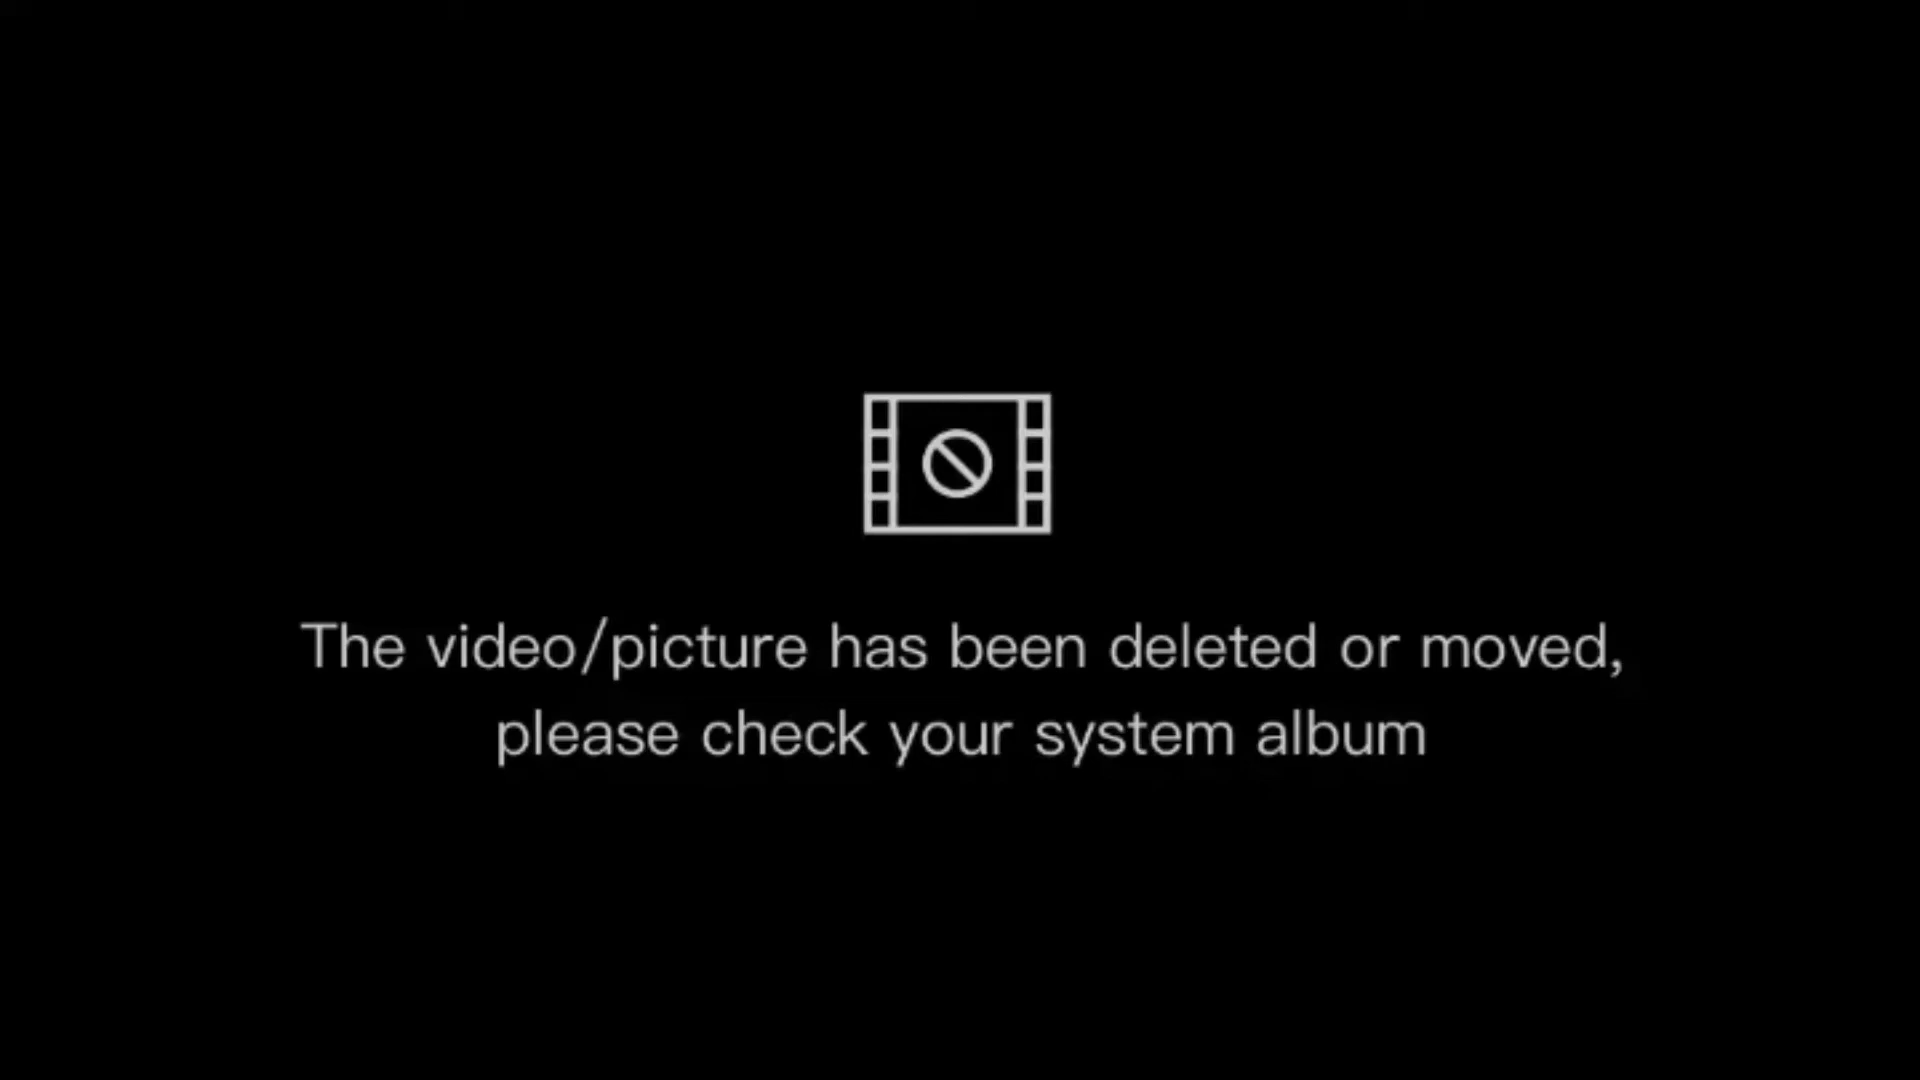 The video/picture has been deleted or moved,
please check your system album